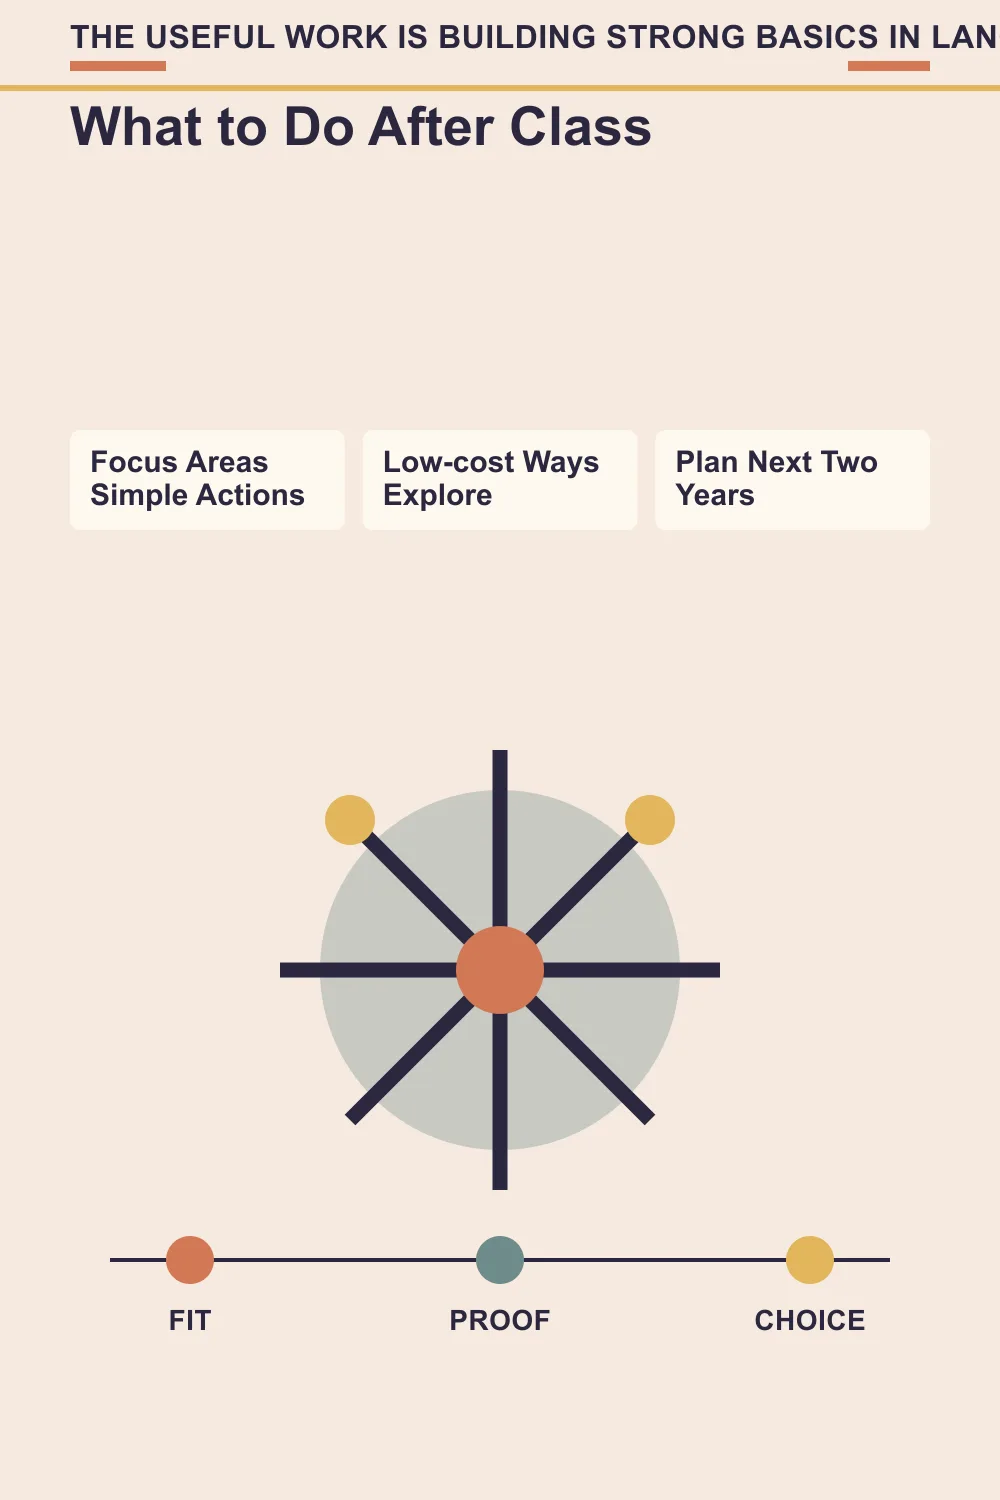 THE USEFUL WORK IS BUILDING STRONG BASICS IN LAN
What to Do After Class
Focus Areas
Simple Actions
Low-cost Ways
Explore
Plan Next Two
Years
FIT
PROOF
CHOICE